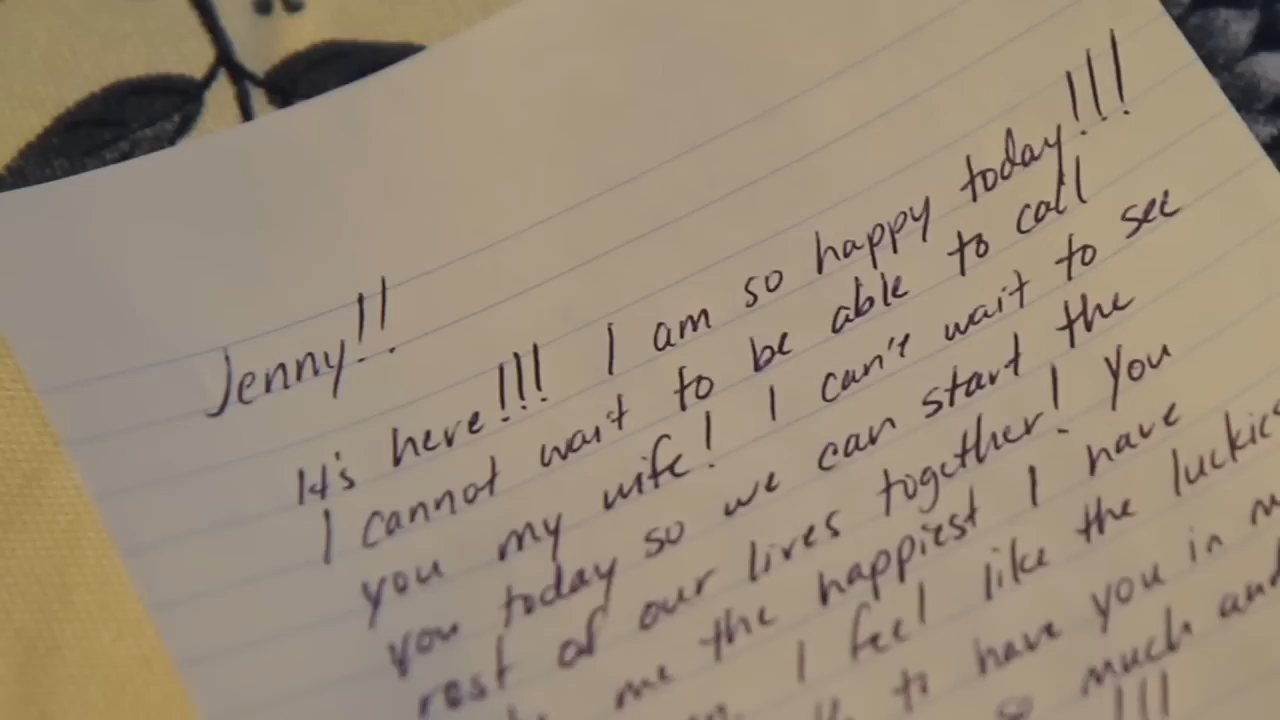 Jenny!!
It's here!!! I am so happy today!!!
I cannot wait to be able to call
you my wife! I can't wait to see
you today so we can start the
rest of our lives together! You
me the happiest I have
I feel like the
to have you in
much and
!!!